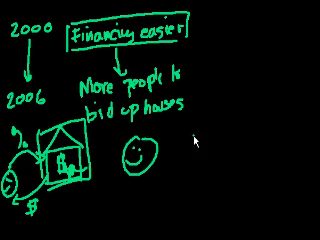 2000
Financing easier
2006
More people to
bid up houses
%
$